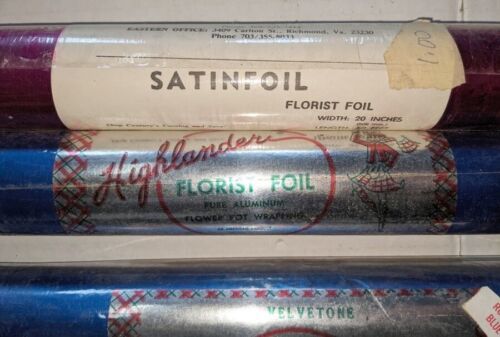 EASTERN OFFICE: 3409 Carlton St., Richmond, Va. 23230
Phone 703/355-8033
1.00
SATINFOIL
FLORIST FOIL
WIDTH: 20 INCHES
Highlander
FLORIST FOIL
PURE ALUMINUM
FLOWER POT WRAPPING
VELVETONE